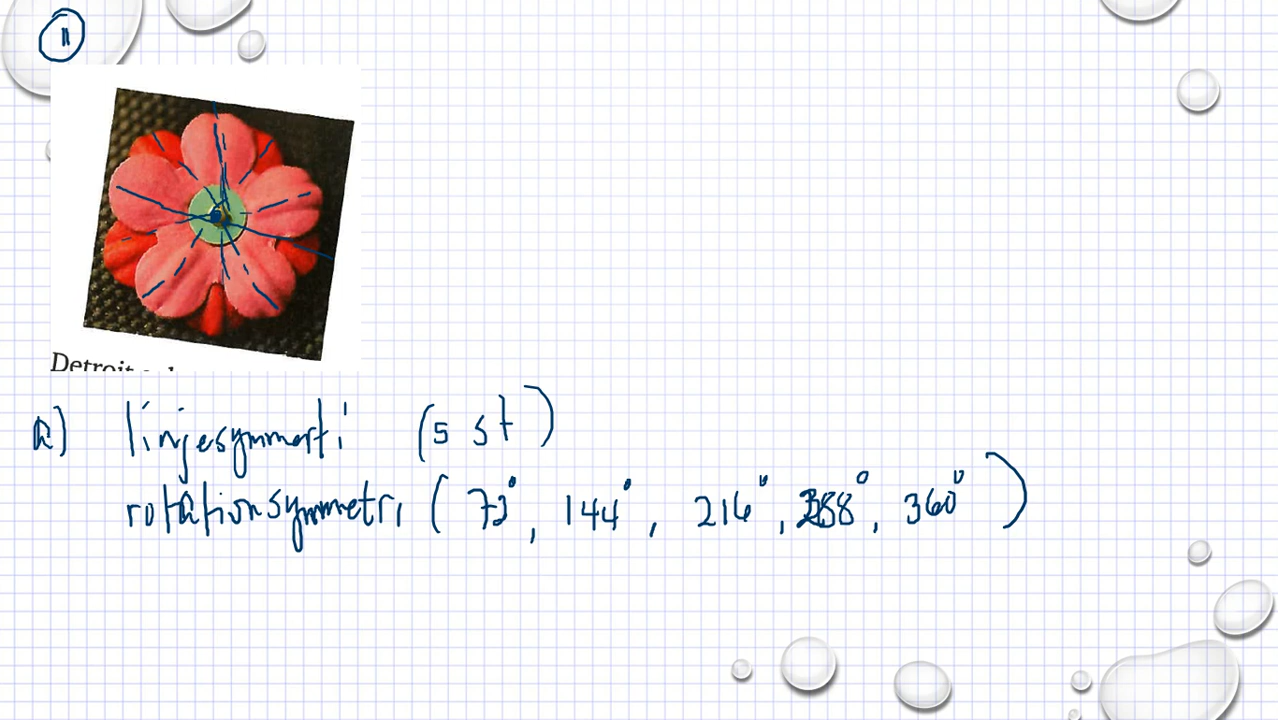 11
Detroit
a) linjesymmetri (5 st)
rotationsymmetri (72°, 144°, 216°, 288°, 360°)